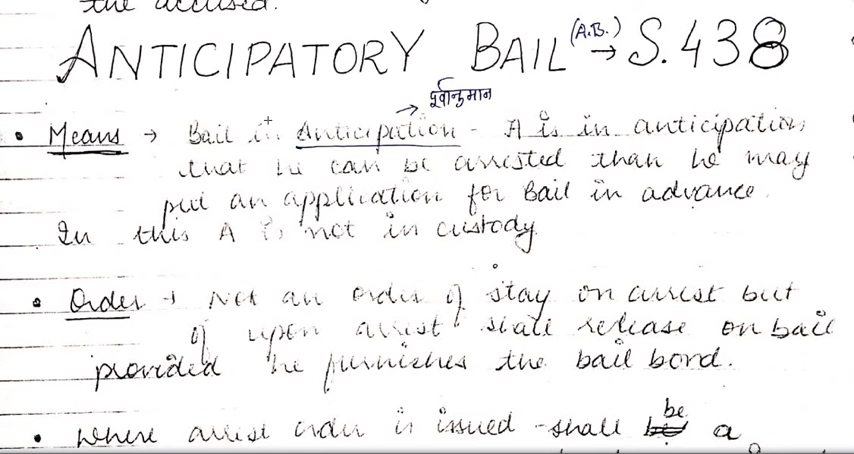 the accused.
ANTICIPATORY BAIL (A.B.) → S.438
→ पूर्वानुमान
• Means → Bail in Anticipation - A is in anticipation
that he can be arrested than he may
put an application for Bail in advance.
In this A is not in custody
• Order → Not an order of stay on arrest but
of upon arrest shall release on bail
provided he furnishes the bail bond.
• Where arrest order is issued - shall be a